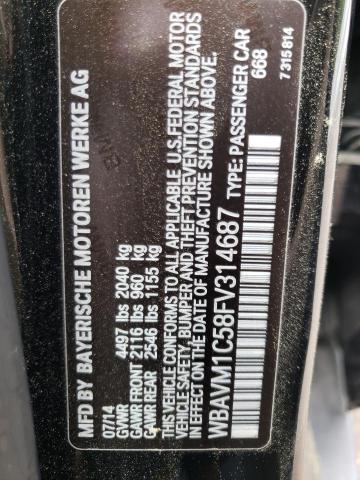 MFD BY BAYERISCHE MOTOREN WERKE AG
07/14
GVWR 4497 lbs 2040 kg
GAWR FRONT 2116 lbs 960 kg
GAWR REAR 2546 lbs 1155 kg
THIS VEHICLE CONFORMS TO ALL APPLICABLE U.S. FEDERAL MOTOR
VEHICLE SAFETY, BUMPER AND THEFT PREVENTION STANDARDS
IN EFFECT ON THE DATE OF MANUFACTURE SHOWN ABOVE.
WBAVM1C58FV314687 TYPE: PASSENGER CAR
668
7 315 814